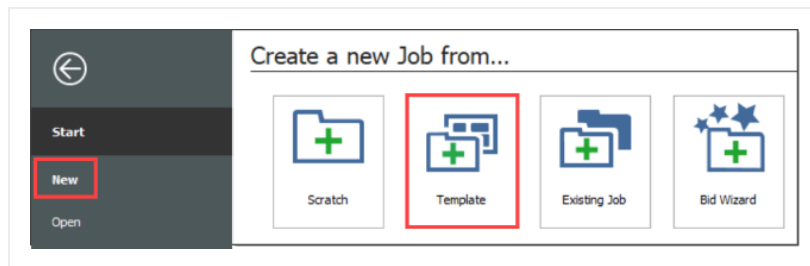 Create a new Job from...
Start
New
Open
Scratch
Template
Existing Job
Bid Wizard